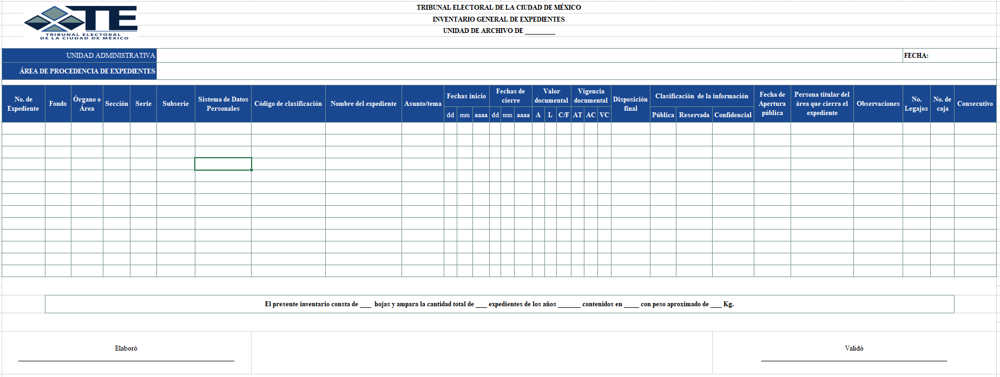 TE
TRIBUNAL ELECTORAL
DE LA CIUDAD DE MÉXICO
TRIBUNAL ELECTORAL DE LA CIUDAD DE MÉXICO
INVENTARIO GENERAL DE EXPEDIENTES
UNIDAD DE ARCHIVO DE ________
UNIDAD ADMINISTRATIVA
FECHA:
ÁREA DE PROCEDENCIA DE EXPEDIENTES
No. de
Expediente
Fondo
Órgano o
Área
Sección
Serie
Subserie
Sistema de Datos
Personales
Código de clasificación
Nombre del expediente
Asunto/tema
Fechas inicio
dd mm aaaa
Fechas de
cierre
dd mm aaaa
Valor
documental
A L C/F
Vigencia
documental
AT AC VC
Disposición
final
Clasificación de la información
Pública Reservada Confidencial
Fecha de
Apertura
pública
Persona titular del
área que cierra el
expediente
Observaciones
No.
Legajos
No. de
caja
Consecutivo
El presente inventario consta de ___ hojas y ampara la cantidad total de ___ expedientes de los años ______ contenidos en ____ con peso aproximado de ___ Kg.
Elaboró
Validó